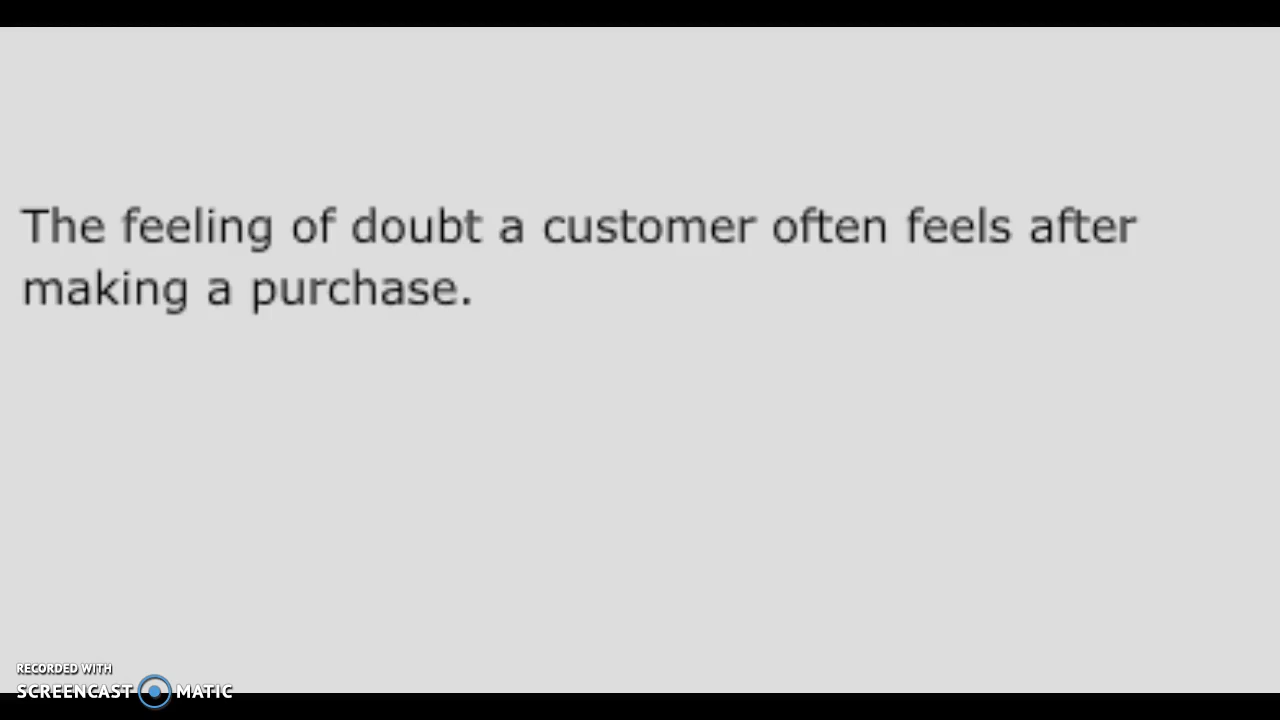 The feeling of doubt a customer often feels after
making a purchase.
RECORDED WITH
SCREENCAST MATIC